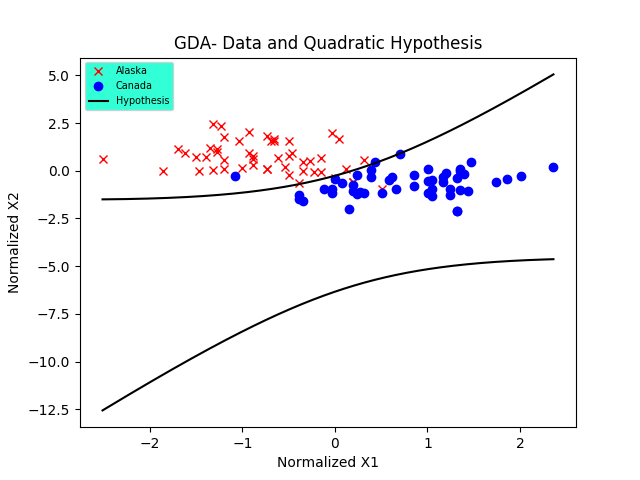 GDA- Data and Quadratic Hypothesis
Alaska
Canada
Hypothesis
5.0
2.5
0.0
−2.5
−5.0
−7.5
−10.0
−12.5
Normalized X2
−2
−1
0
1
2
Normalized X1